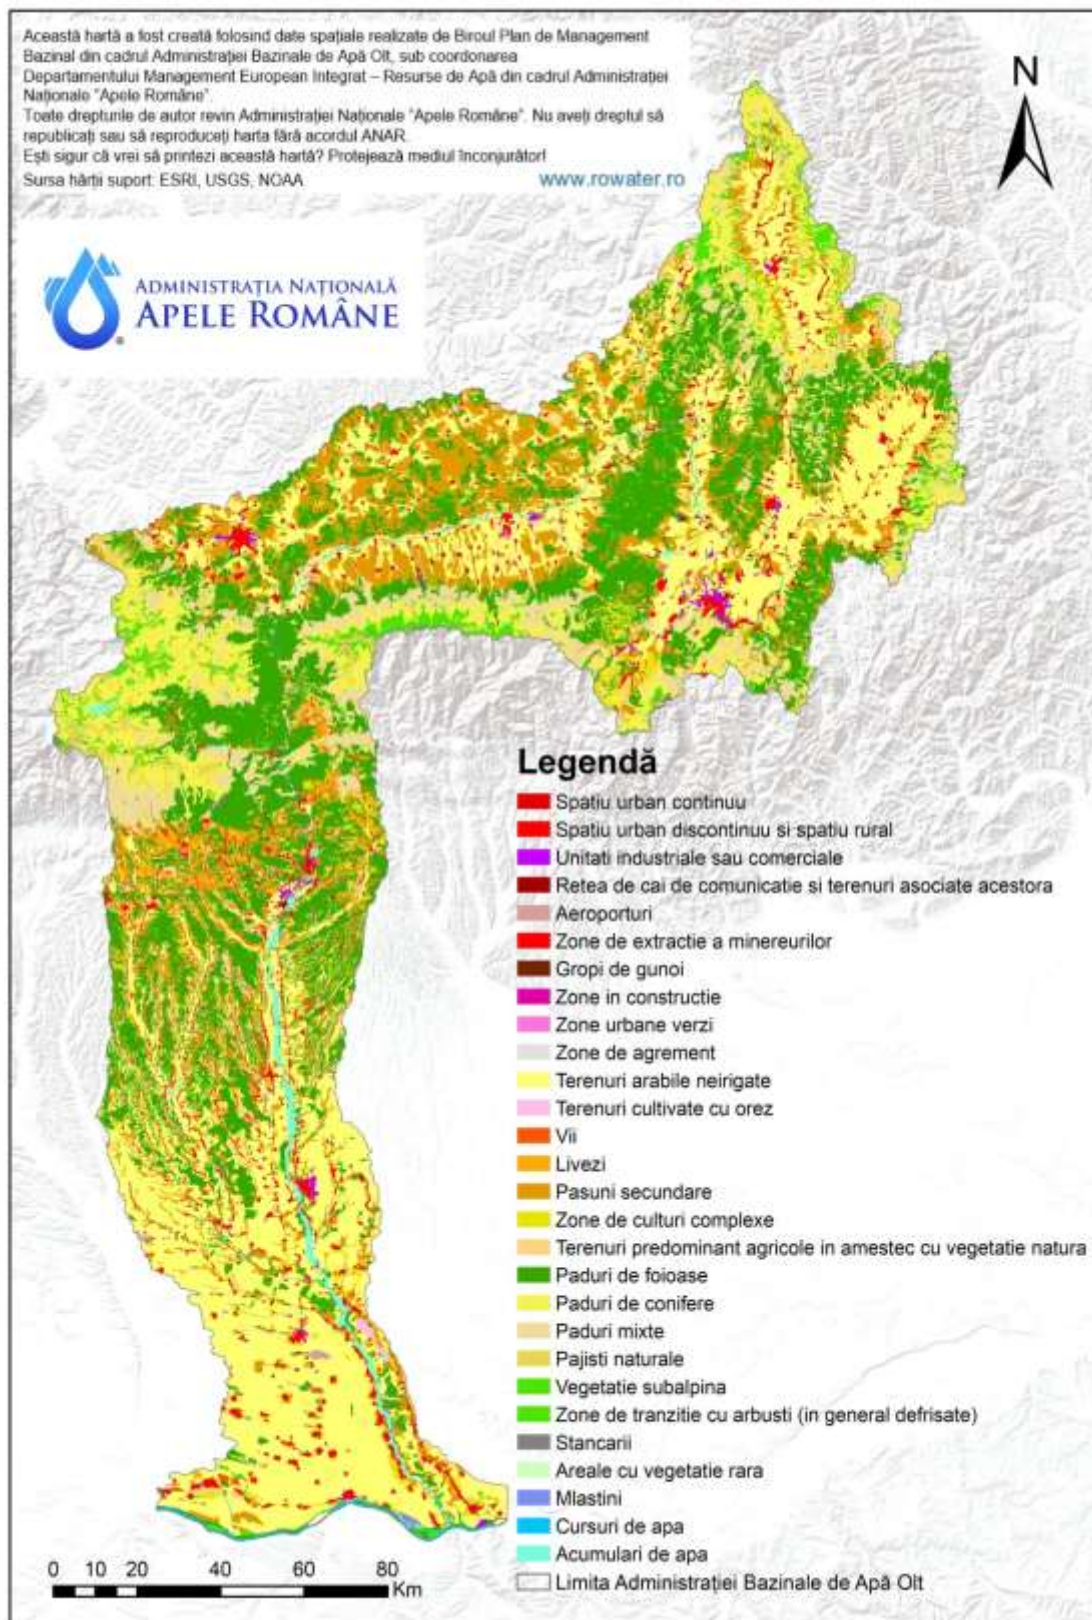 Această hartă a fost creată folosind date spațiale realizate de Biroul Plan de Management
Bazinal din cadrul Administrației Bazinale de Apă Olt, sub coordonarea
Departamentului Management European Integrat – Resurse de Apă din cadrul Administrației
Naționale "Apele Române".
Toate drepturile de autor revin Administrației Naționale "Apele Române". Nu aveți dreptul să
republicați sau să reproduceți harta fără acordul ANAR.
Ești sigur că vrei să printezi această hartă? Protejează mediul înconjurător!
Sursa hărții suport: ESRI, USGS, NOAA
www.rowater.ro
N
ADMINISTRAȚIA NAȚIONALĂ
APELE ROMÂNE
®
Legendă
Spatiu urban continuu
Spatiu urban discontinuu si spatiu rural
Unitati industriale sau comerciale
Retea de cai de comunicatie si terenuri asociate acestora
Aeroporturi
Zone de extractie a minereurilor
Gropi de gunoi
Zone in constructie
Zone urbane verzi
Zone de agrement
Terenuri arabile neirigate
Terenuri cultivate cu orez
Vii
Livezi
Pasuni secundare
Zone de culturi complexe
Terenuri predominant agricole in amestec cu vegetatie natura
Paduri de foioase
Paduri de conifere
Paduri mixte
Pajisti naturale
Vegetatie subalpina
Zone de tranzitie cu arbusti (in general defrisate)
Stancarii
Areale cu vegetatie rara
Mlastini
Cursuri de apa
Acumulari de apa
Limita Administrației Bazinale de Apă Olt
0 10 20 40 60 80
Km